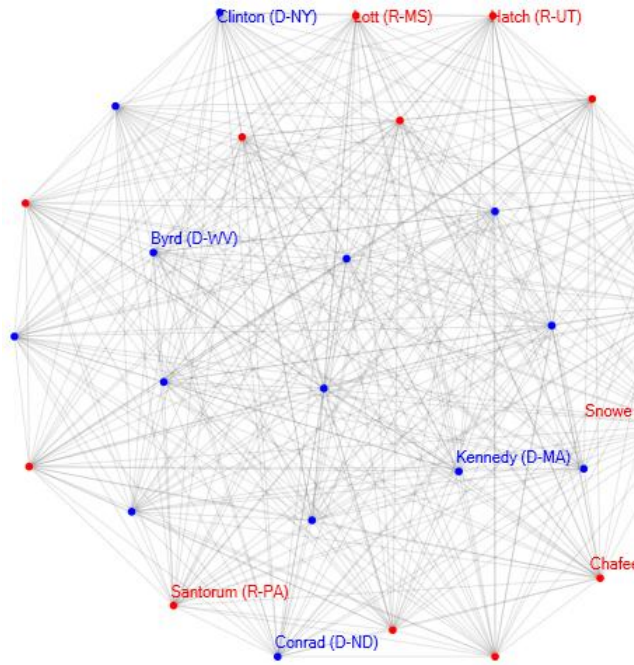 Clinton (D-NY)
Lott (R-MS)
Hatch (R-UT)
Byrd (D-WV)
Snowe
Kennedy (D-MA)
Chafee
Santorum (R-PA)
Conrad (D-ND)